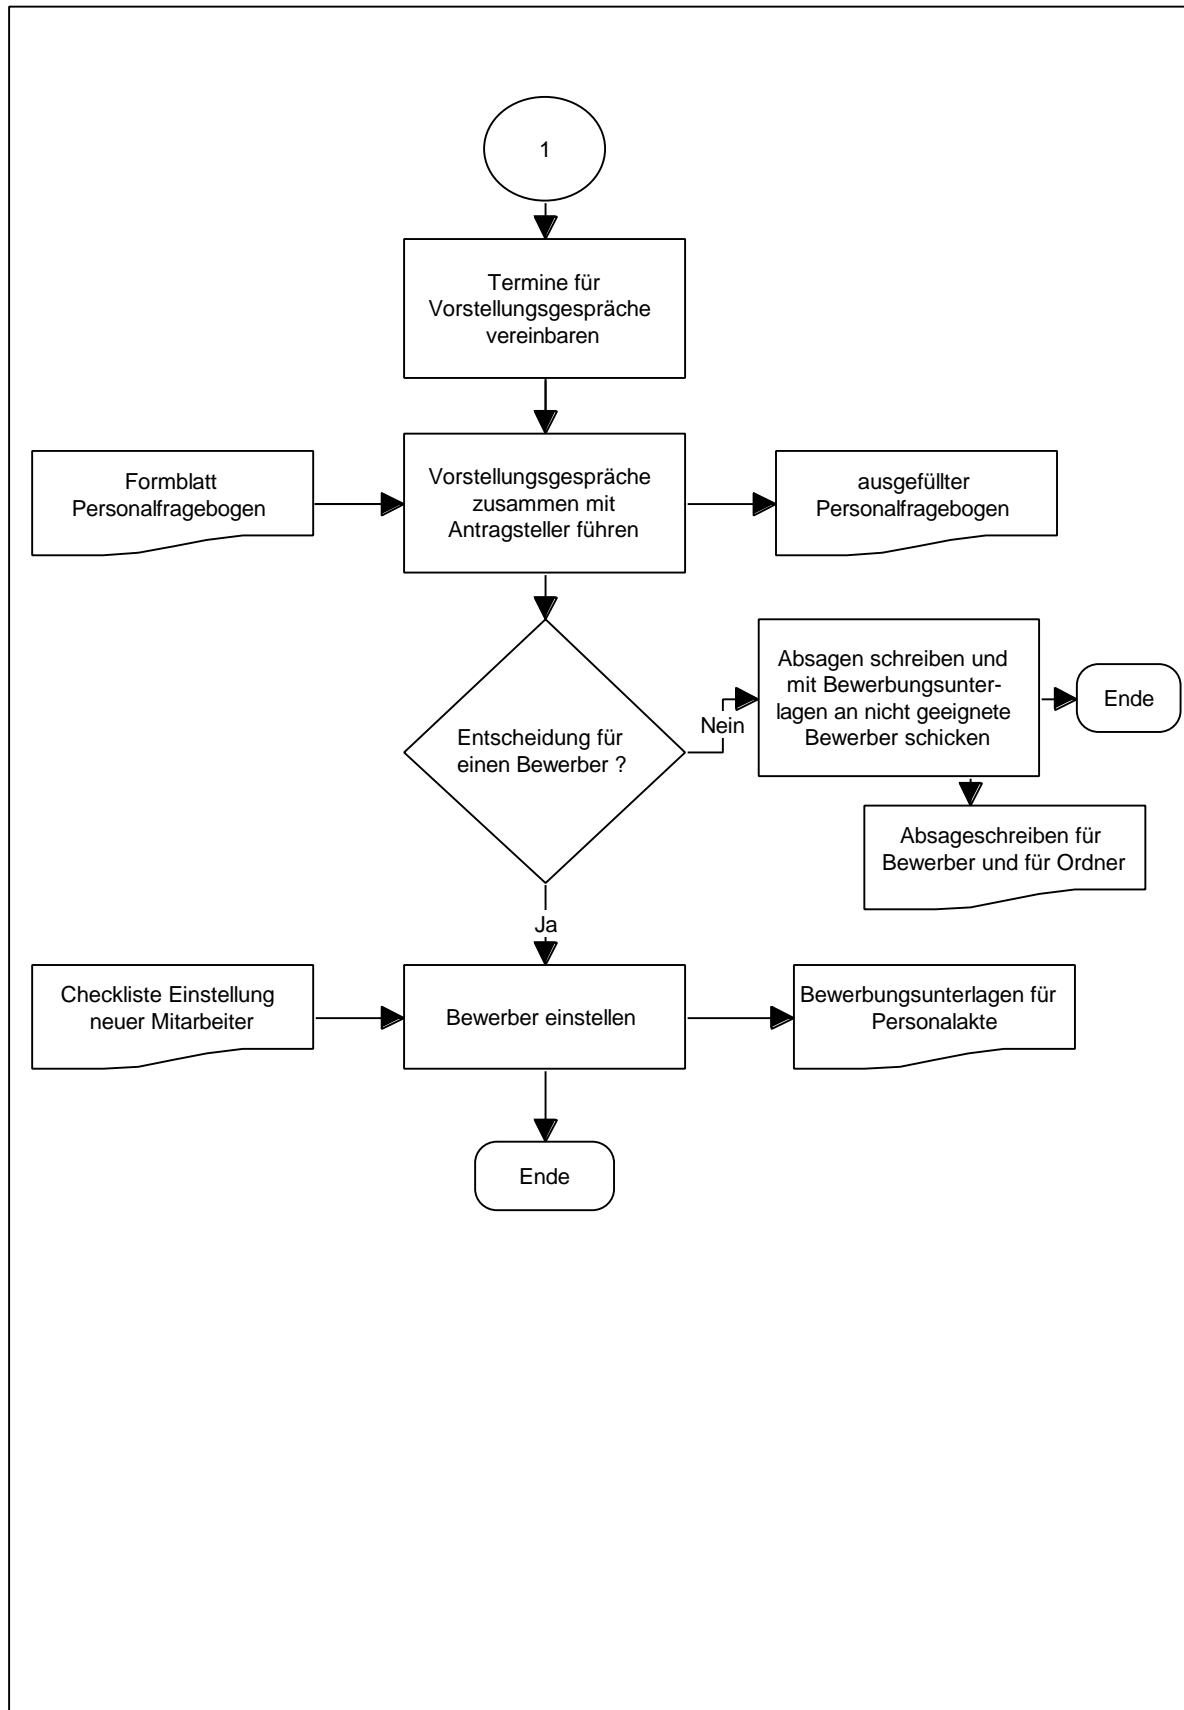 1
Termine für
Vorstellungsgespräche
vereinbaren
Formblatt
Personalfragebogen
Vorstellungsgespräche
zusammen mit
Antragsteller führen
ausgefüllter
Personalfragebogen
Entscheidung für
einen Bewerber ?
Nein
Absagen schreiben und
mit Bewerbungsunter-
lagen an nicht geeignete
Bewerber schicken
Ende
Absageschreiben für
Bewerber und für Ordner
Ja
Checkliste Einstellung
neuer Mitarbeiter
Bewerber einstellen
Bewerbungsunterlagen für
Personalakte
Ende